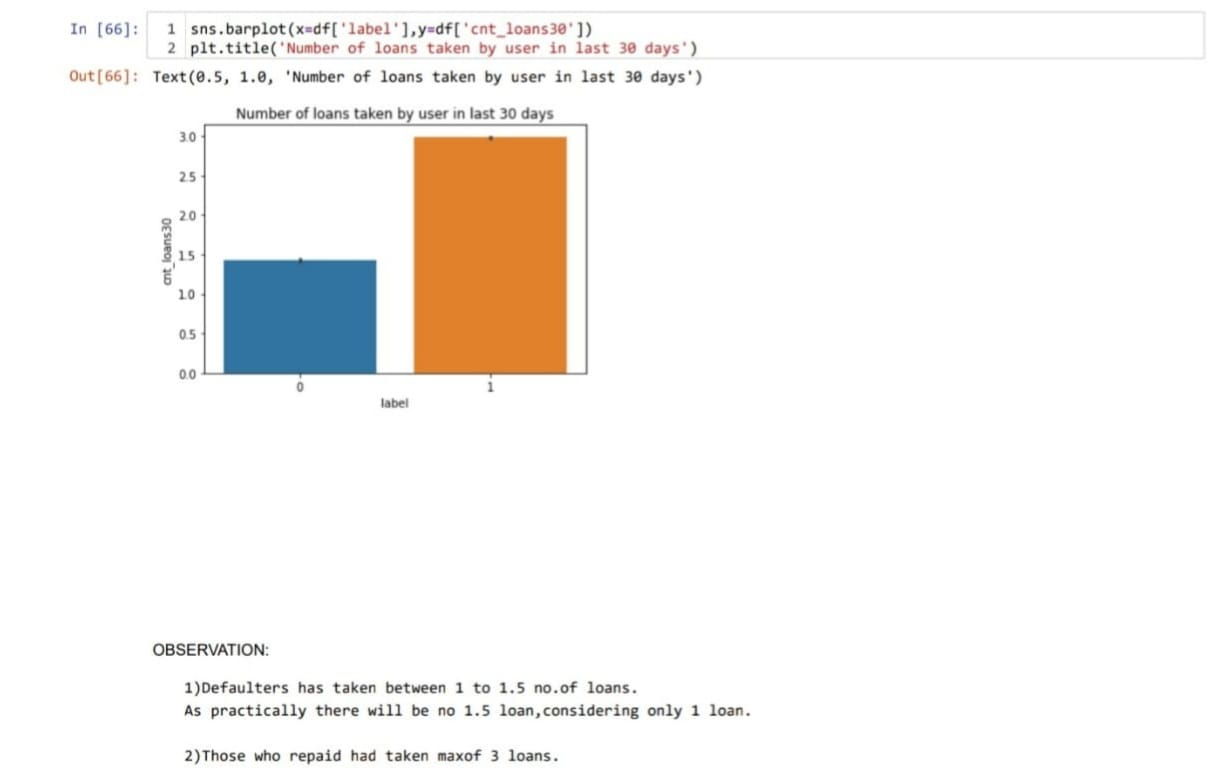 In [66]: 1 sns.barplot(x=df['label'],y=df['cnt_loans30'])
2 plt.title('Number of loans taken by user in last 30 days')
Out[66]: Text(0.5, 1.0, 'Number of loans taken by user in last 30 days')
Number of loans taken by user in last 30 days
3.0
2.5
2.0
1.5
1.0
0.5
0.0
cnt_loans30
0 1
label
OBSERVATION:
1)Defaulters has taken between 1 to 1.5 no.of loans.
As practically there will be no 1.5 loan,considering only 1 loan.
2)Those who repaid had taken maxof 3 loans.